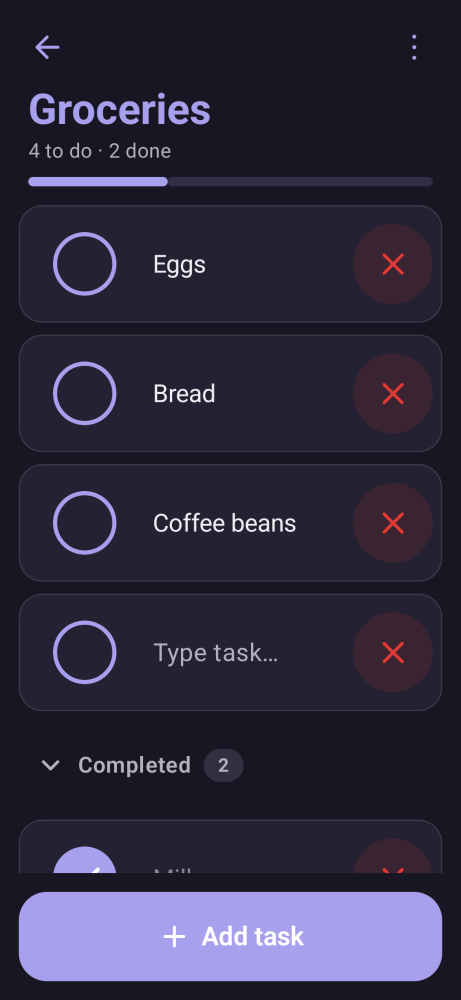 Groceries
4 to do · 2 done
Eggs
Bread
Coffee beans
Type task...
Completed 2
Add task